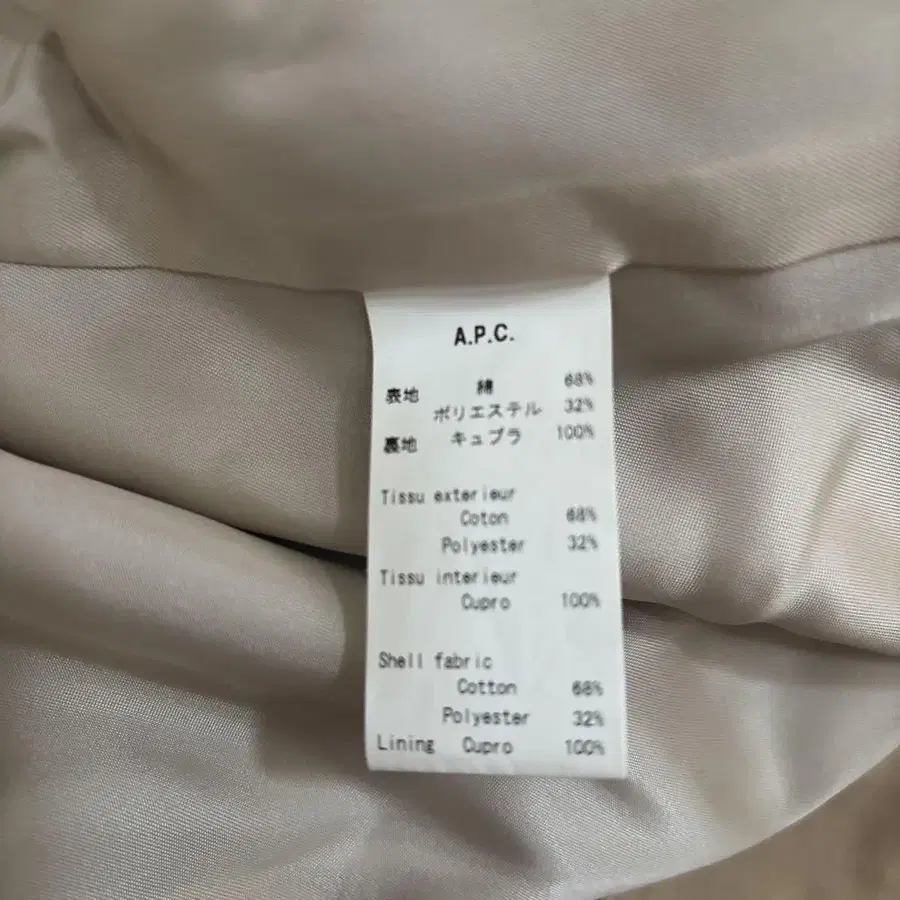 A.P.C.
表地 綿 68%
ポリエステル 32%
裏地 キュプラ 100%
Tissu exterieur
Coton 68%
Polyester 32%
Tissu interieur
Cupro 100%
Shell fabric
Cotton 68%
Polyester 32%
Lining Cupro 100%